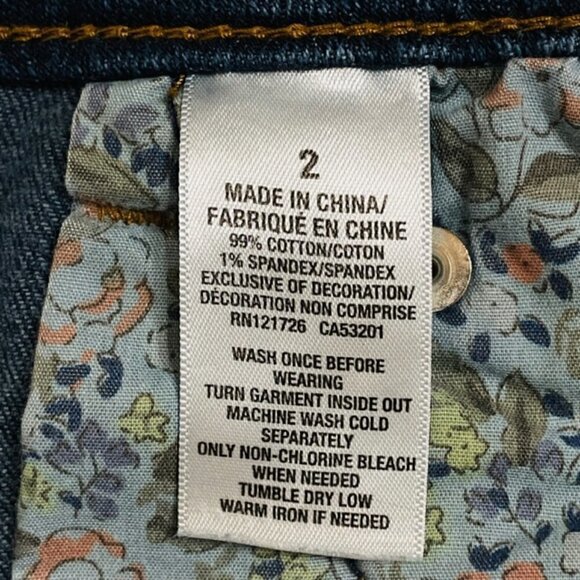 2
MADE IN CHINA/
FABRIQUÉ EN CHINE
99% COTTON/COTON
1% SPANDEX/SPANDEX
EXCLUSIVE OF DECORATION/
DÉCORATION NON COMPRISE
RN121726 CA53201
WASH ONCE BEFORE
WEARING
TURN GARMENT INSIDE OUT
MACHINE WASH COLD
SEPARATELY
ONLY NON-CHLORINE BLEACH
WHEN NEEDED
TUMBLE DRY LOW
WARM IRON IF NEEDED